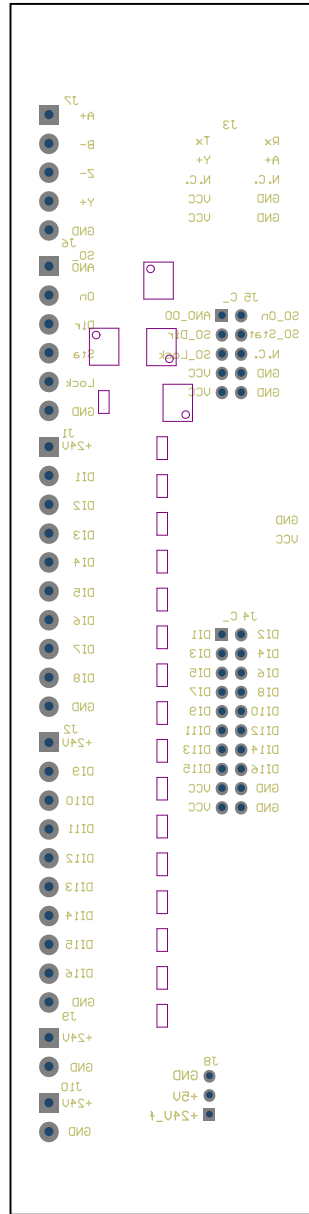 J7
A+
B-
Z-
Y+
GND
J6
SO_
ANO
On
Dir
Sta
Lock
GND
J1
+24V
DI1
DI2
DI3
DI4
DI5
DI6
DI7
DI8
GND
J2
+24V
DI9
DI10
DI11
DI12
DI13
DI14
DI15
DI16
GND
J9
+24V
GND
J10
+24V
GND
J3
Tx Rx
Y+ A+
N.C. N.C.
VCC GND
VCC GND
C_ J5
ANO_OO SO_On
SO_Dir SO_Stat
SO_Lock N.C.
VCC GND
VCC GND
GND
VCC
C_ J4
DI1 DI2
DI3 DI4
DI5 DI6
DI7 DI8
DI9 DI10
DI11 DI12
DI13 DI14
DI15 DI16
VCC GND
VCC GND
J8
GND
+5V
+24V_f